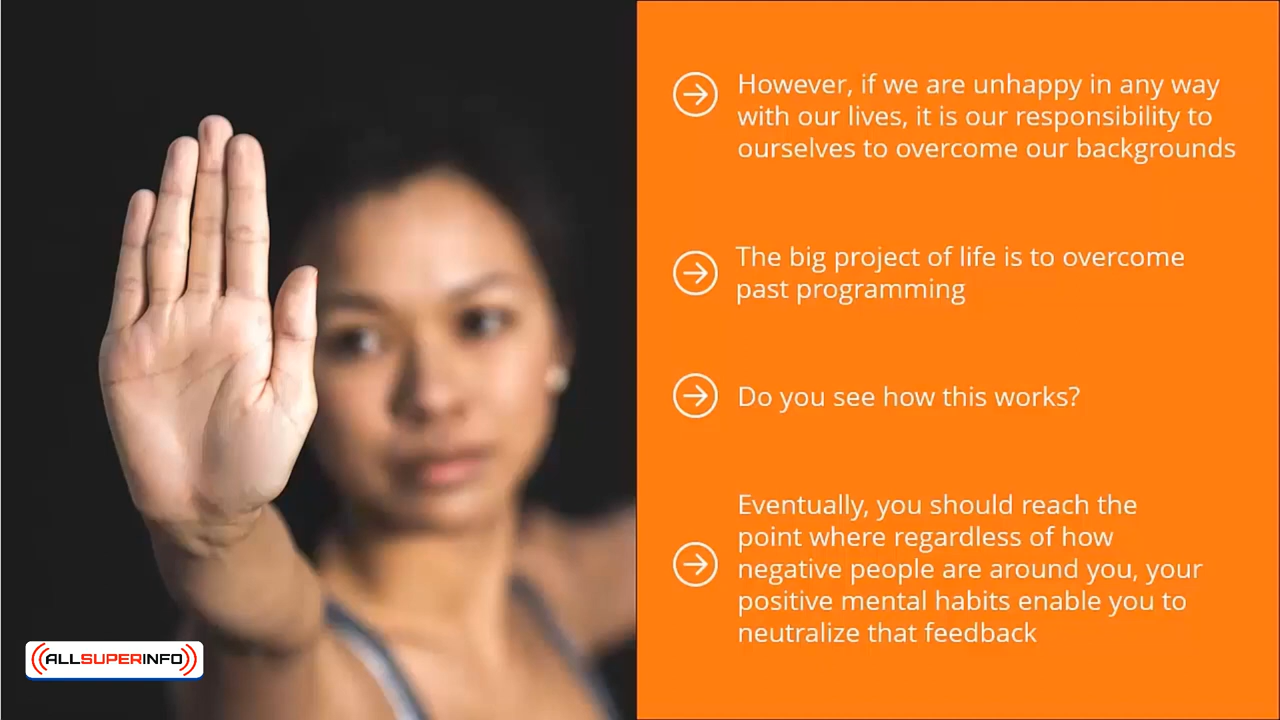 However, if we are unhappy in any way
with our lives, it is our responsibility to
ourselves to overcome our backgrounds
The big project of life is to overcome
past programming
Do you see how this works?
Eventually, you should reach the
point where regardless of how
negative people are around you, your
positive mental habits enable you to
neutralize that feedback
ALLSUPERINFO